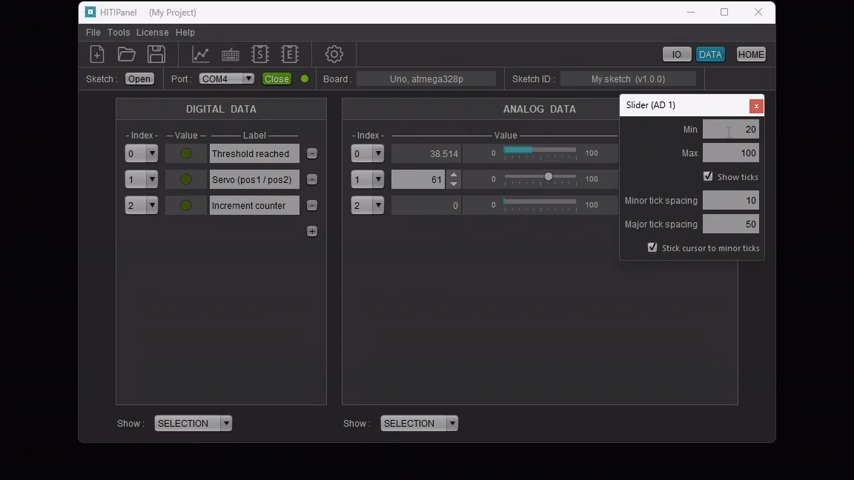 HITIPanel (My Project)
File Tools License Help
IO DATA HOME
Sketch : Open Port : COM4 Close Board : Uno, atmega328p Sketch ID : My sketch (v1.0.0)
DIGITAL DATA
- Index - -- Value -- Label
0 Threshold reached -
1 Servo (pos1 / pos2) -
2 Increment counter -
+
Show : SELECTION
ANALOG DATA
- Index - Value
0 38.514 0 100
1 61 0 100
2 0 0 100
Show : SELECTION
Slider (AD 1) x
Min 20
Max 100
Show ticks
Minor tick spacing 10
Major tick spacing 50
Stick cursor to minor ticks